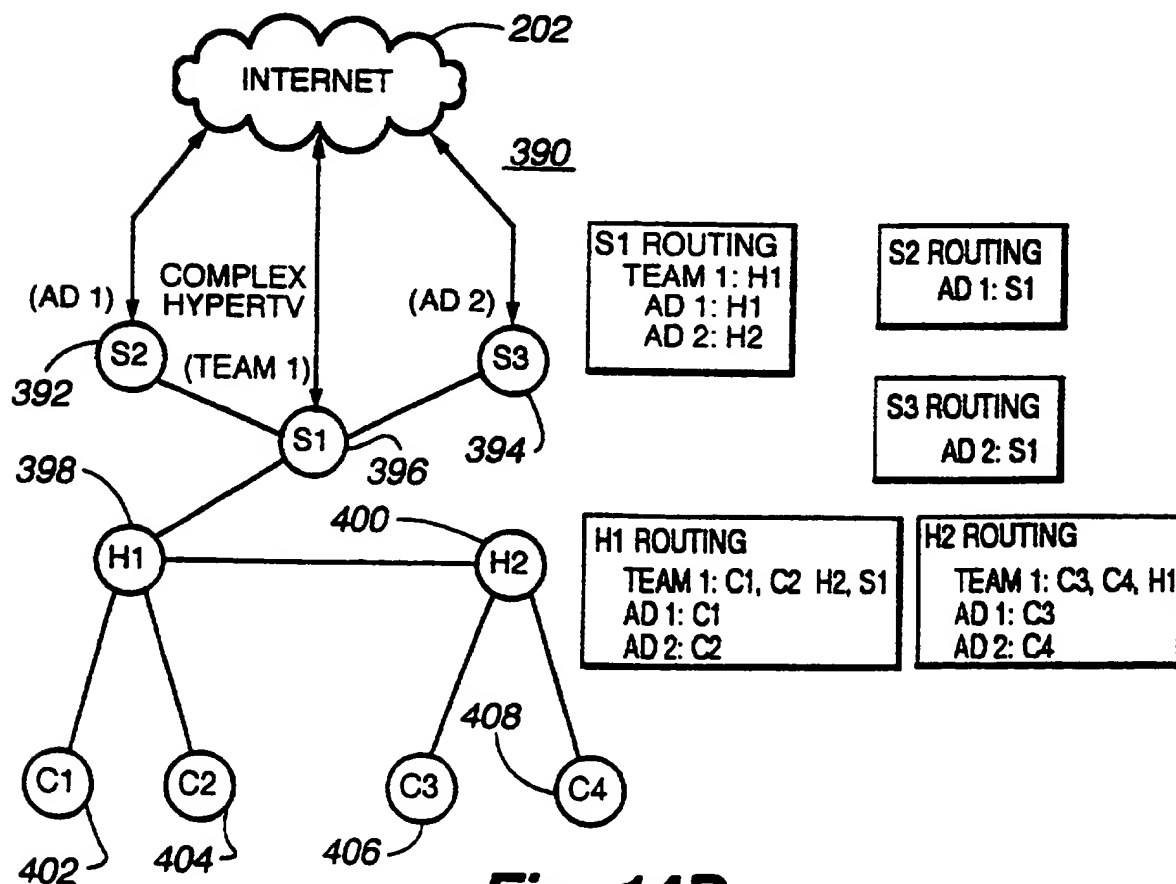 202
INTERNET
390
COMPLEX
HYPERTV
(AD 1)
(AD 2)
S2
(TEAM 1)
S3
392
S1
394
396
398
400
H1
H2
408
C1
C2
C3
C4
402
404
406
S1 ROUTING
TEAM 1: H1
AD 1: H1
AD 2: H2
S2 ROUTING
AD 1: S1
S3 ROUTING
AD 2: S1
H1 ROUTING
TEAM 1: C1, C2 H2, S1
AD 1: C1
AD 2: C2
H2 ROUTING
TEAM 1: C3, C4, H1
AD 1: C3
AD 2: C4